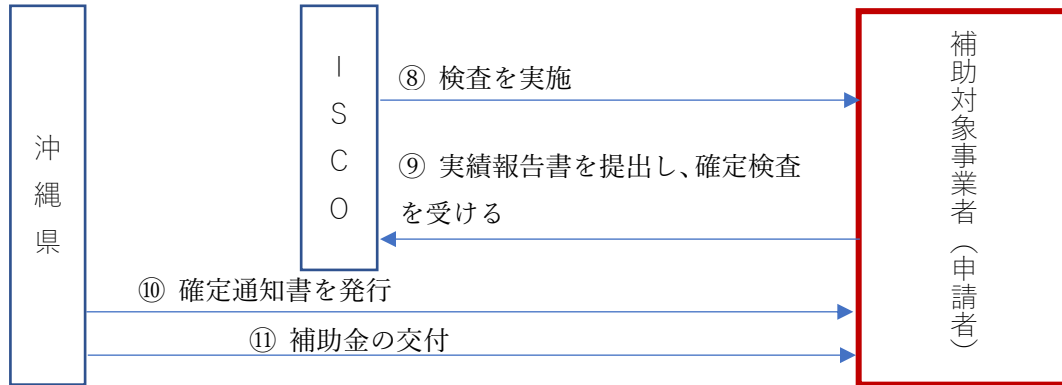 沖縄県
ISCO
⑧ 検査を実施
⑨ 実績報告書を提出し、確定検査
を受ける
⑩ 確定通知書を発行
⑪ 補助金の交付
補助対象事業者（申請者）